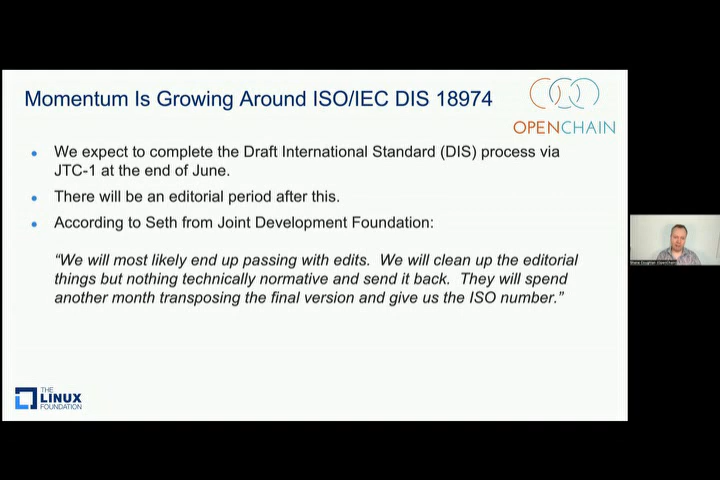 Momentum Is Growing Around ISO/IEC DIS 18974
OPENCHAIN
• We expect to complete the Draft International Standard (DIS) process via
JTC-1 at the end of June.
• There will be an editorial period after this.
• According to Seth from Joint Development Foundation:
“We will most likely end up passing with edits. We will clean up the editorial
things but nothing technically normative and send it back. They will spend
another month transposing the final version and give us the ISO number.”
THE
LINUX
FOUNDATION